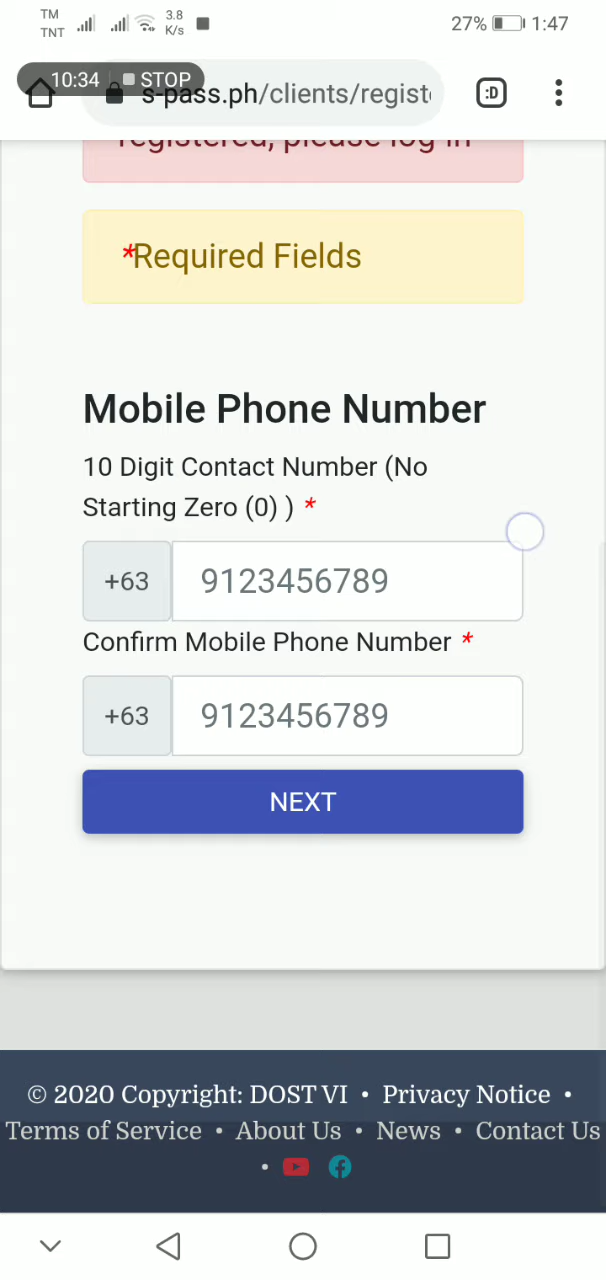 TM
TNT
3.8
K/s
27%
1:47
10:34
STOP
s-pass.ph/clients/regist
:D
registered, please log in
*Required Fields
Mobile Phone Number
10 Digit Contact Number (No
Starting Zero (0) ) *
+63 9123456789
Confirm Mobile Phone Number *
+63 9123456789
NEXT
© 2020 Copyright: DOST VI • Privacy Notice •
Terms of Service • About Us • News • Contact Us
•